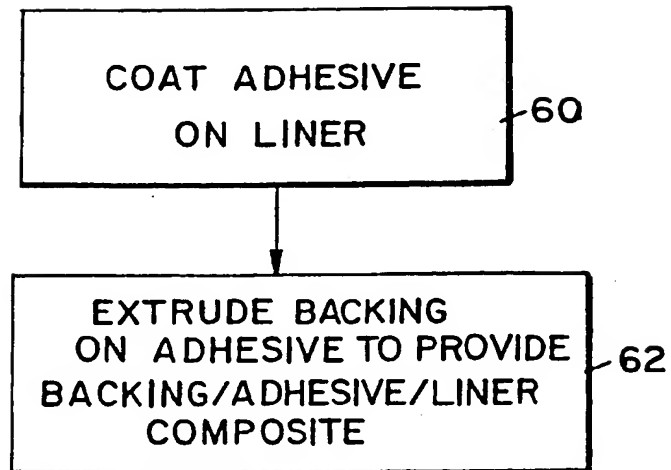 COAT ADHESIVE
ON LINER
60
EXTRUDE BACKING
ON ADHESIVE TO PROVIDE
BACKING/ADHESIVE/LINER
COMPOSITE
62